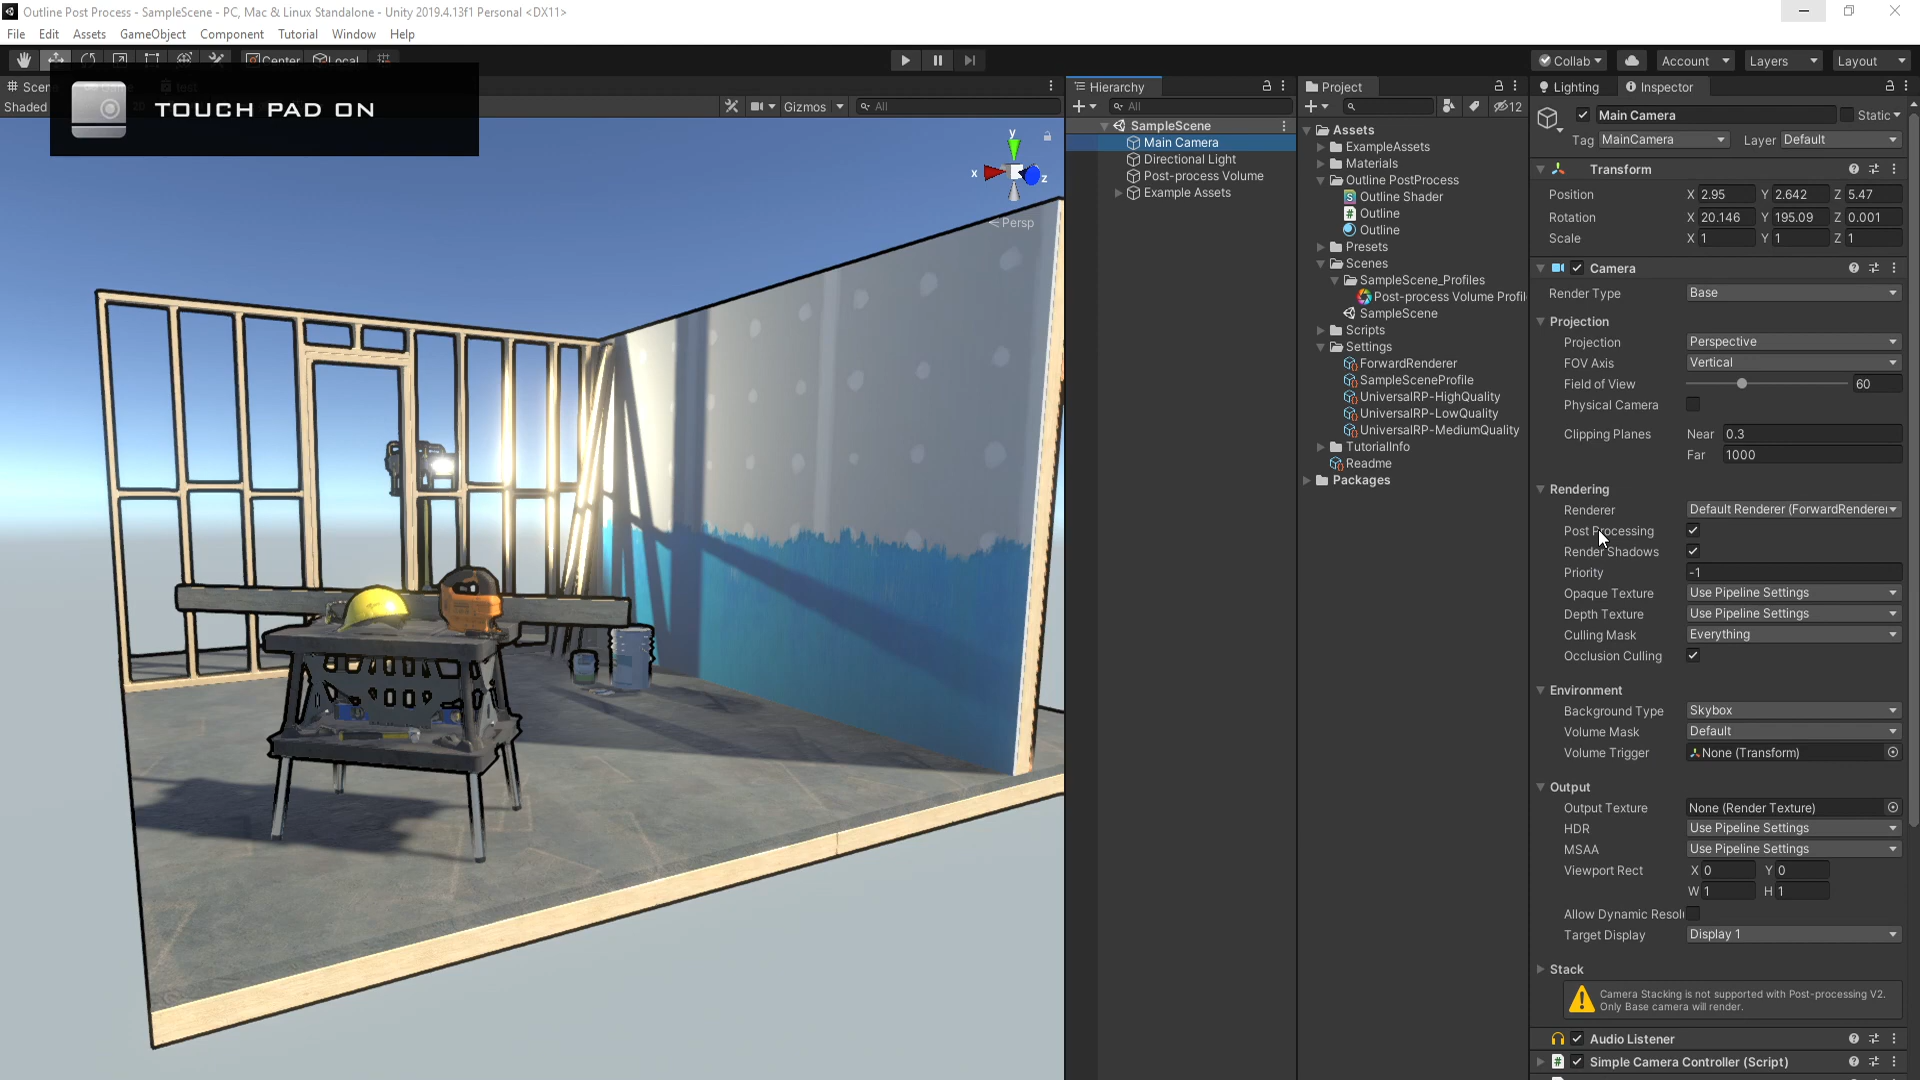 Outline Post Process - SampleScene - PC, Mac & Linux Standalone - Unity 2019.4.13f1 Personal <DX11>
File Edit Assets GameObject Component Tutorial Window Help
Center Local
Collab Account Layers Layout
TOUCH PAD ON
Shaded
Gizmos All
Persp
x y z
Hierarchy
All
SampleScene
Main Camera
Directional Light
Post-process Volume
Example Assets
Project
12
Assets
ExampleAssets
Materials
Outline PostProcess
Outline Shader
Outline
Outline
Presets
Scenes
SampleScene_Profiles
Post-process Volume Profil
SampleScene
Scripts
Settings
ForwardRenderer
SampleSceneProfile
UniversalRP-HighQuality
UniversalRP-LowQuality
UniversalRP-MediumQuality
TutorialInfo
Readme
Packages
Lighting Inspector
Main Camera Static
Tag MainCamera Layer Default
Transform
Position X 2.95 Y 2.642 Z 5.47
Rotation X 20.146 Y 195.09 Z 0.001
Scale X 1 Y 1 Z 1
Camera
Render Type Base
Projection
Projection Perspective
FOV Axis Vertical
Field of View 60
Physical Camera
Clipping Planes Near 0.3
Far 1000
Rendering
Renderer Default Renderer (ForwardRenderer
Post Processing
Render Shadows
Priority -1
Opaque Texture Use Pipeline Settings
Depth Texture Use Pipeline Settings
Culling Mask Everything
Occlusion Culling
Environment
Background Type Skybox
Volume Mask Default
Volume Trigger None (Transform)
Output
Output Texture None (Render Texture)
HDR Use Pipeline Settings
MSAA Use Pipeline Settings
Viewport Rect X 0 Y 0
W 1 H 1
Allow Dynamic Resol
Target Display Display 1
Stack
Camera Stacking is not supported with Post-processing V2.
Only Base camera will render.
Audio Listener
Simple Camera Controller (Script)